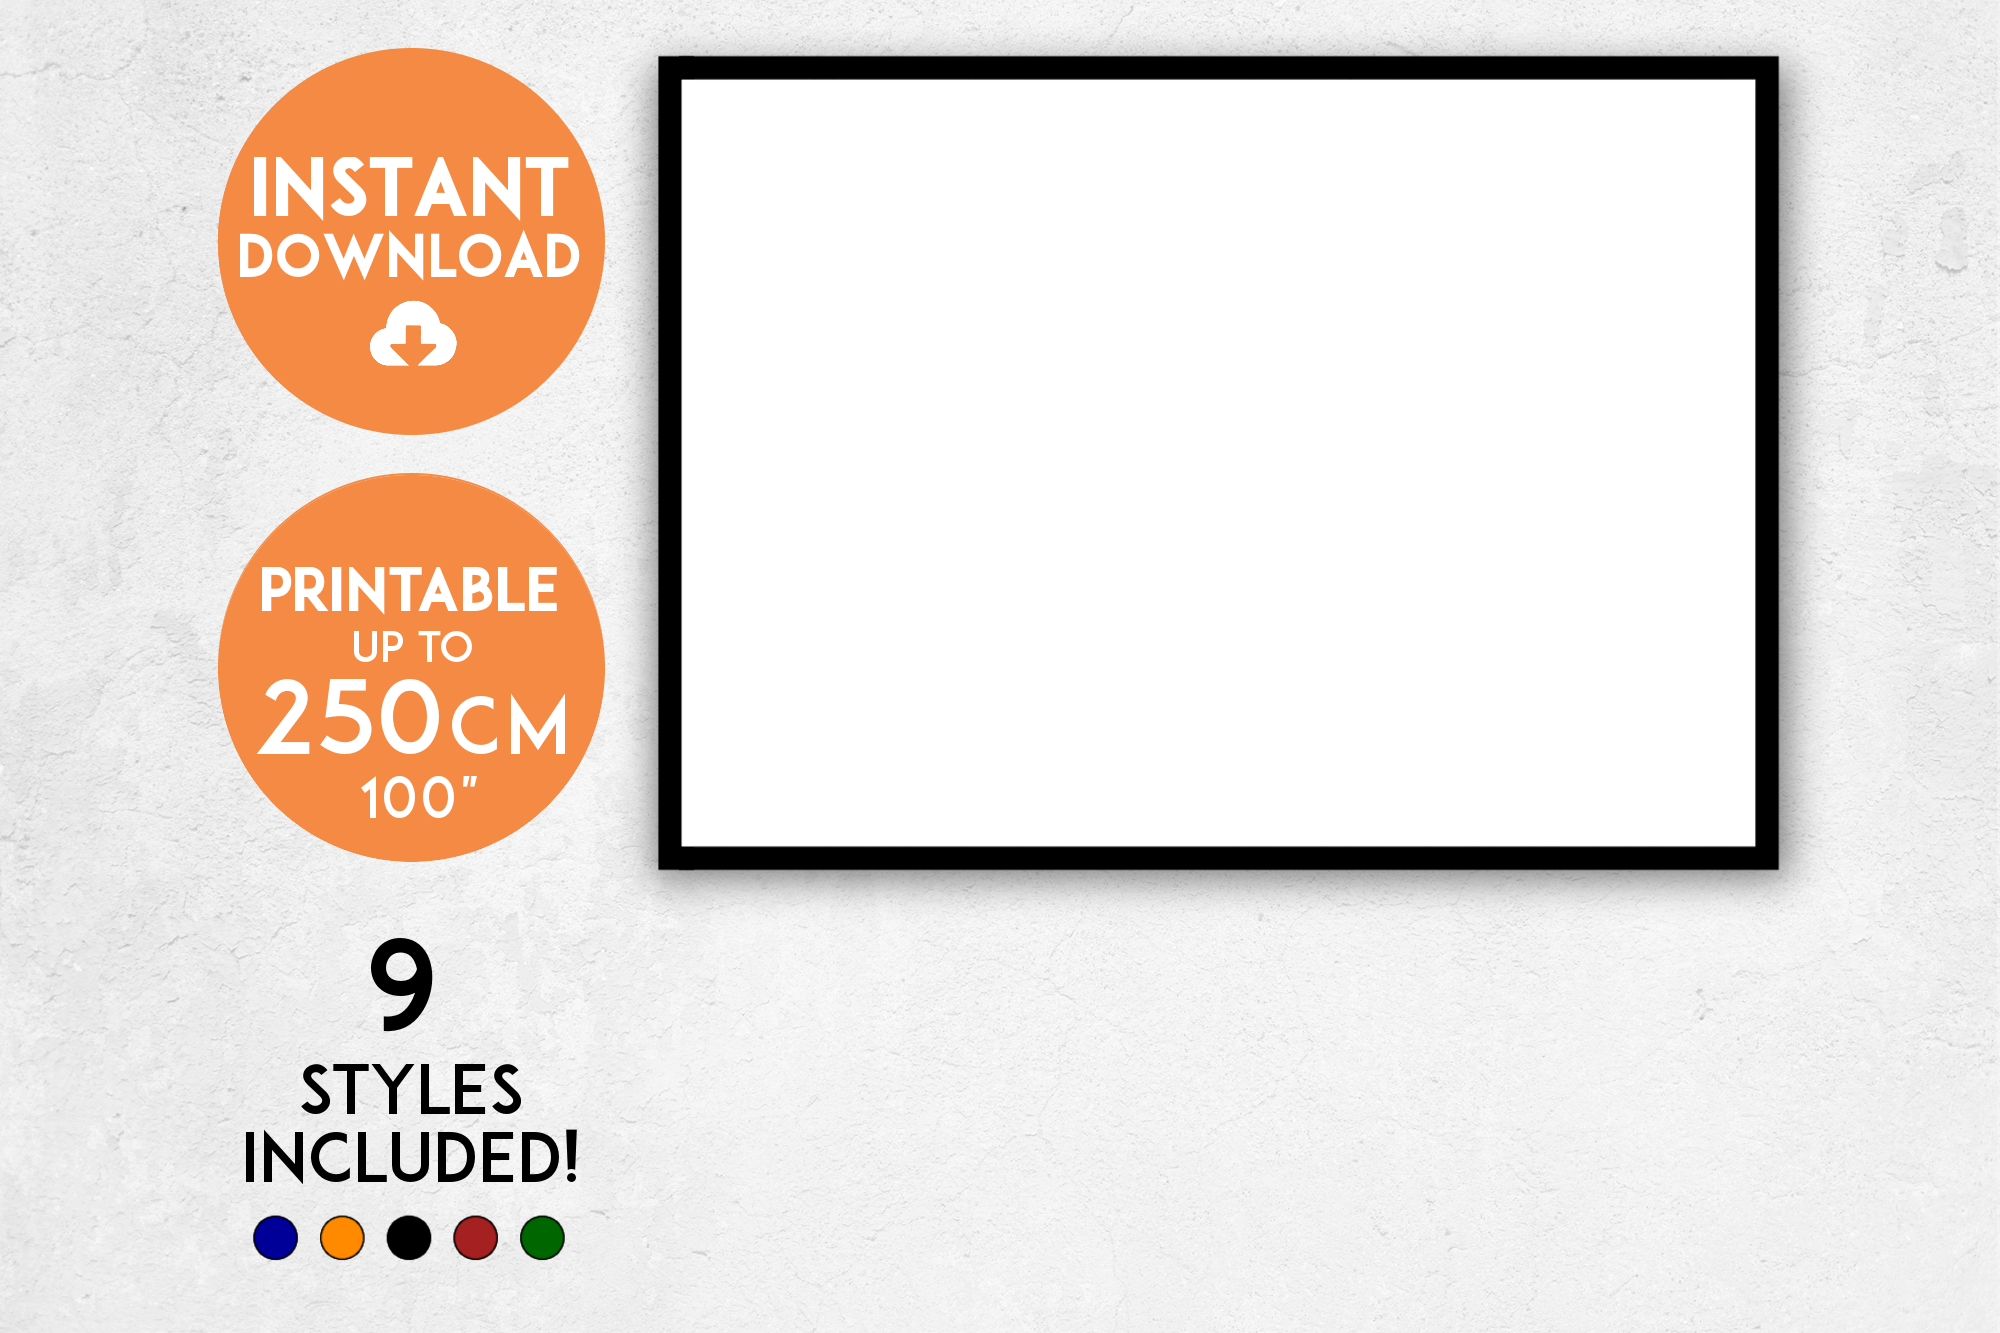 INSTANT
DOWNLOAD
PRINTABLE
UP TO
250CM
100"
9
STYLES
INCLUDED!